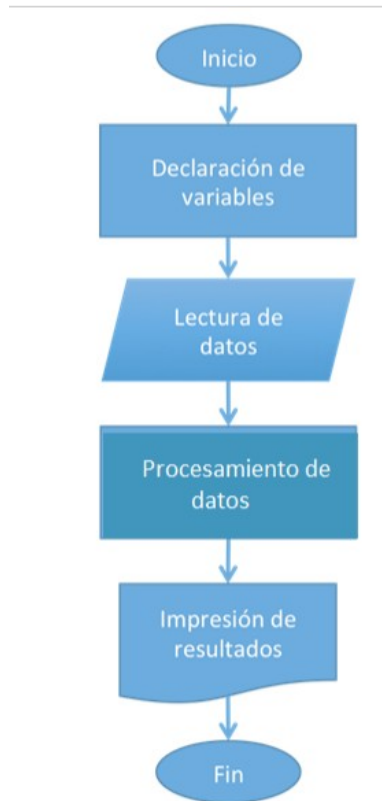 Inicio
Declaración de
variables
Lectura de
datos
Procesamiento de
datos
Impresión de
resultados
Fin